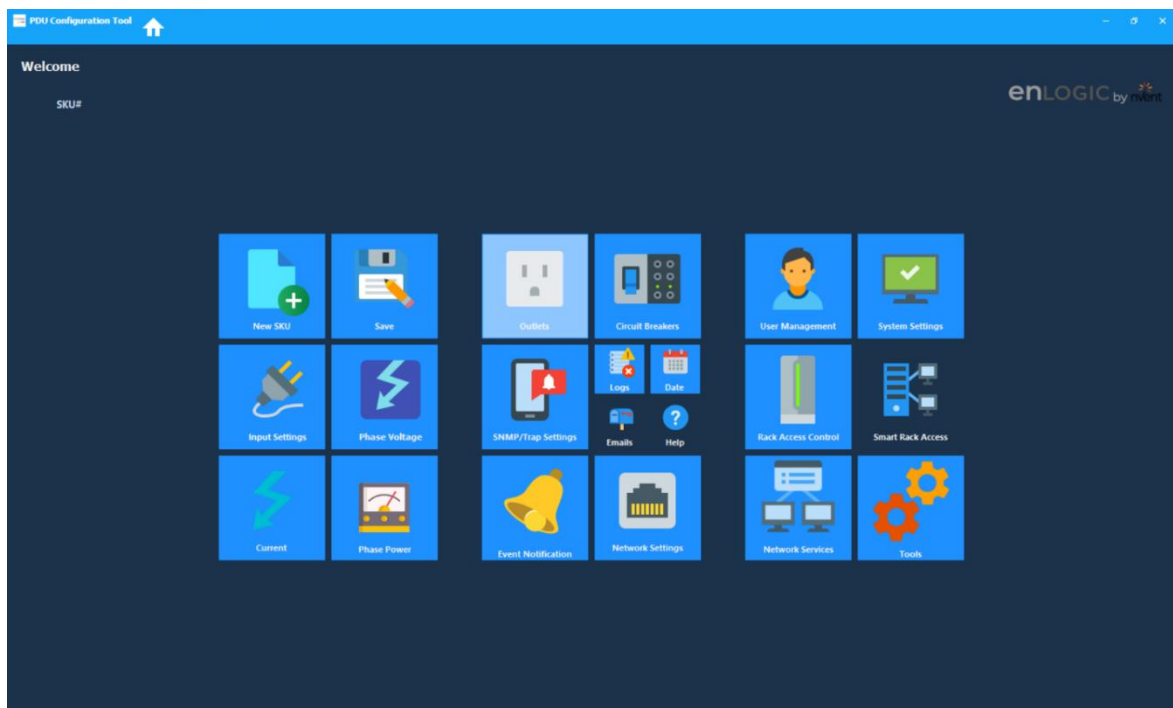 PDU Configuration Tool
Welcome
SKU#
enLOGIC by nvent
New SKU
Save
Outlets
Circuit Breakers
User Management
System Settings
Logs
Date
Input Settings
Phase Voltage
SNMP/Trap Settings
Emails
Help
Rack Access Control
Smart Rack Access
Current
Phase Power
Event Notification
Network Settings
Network Services
Tools